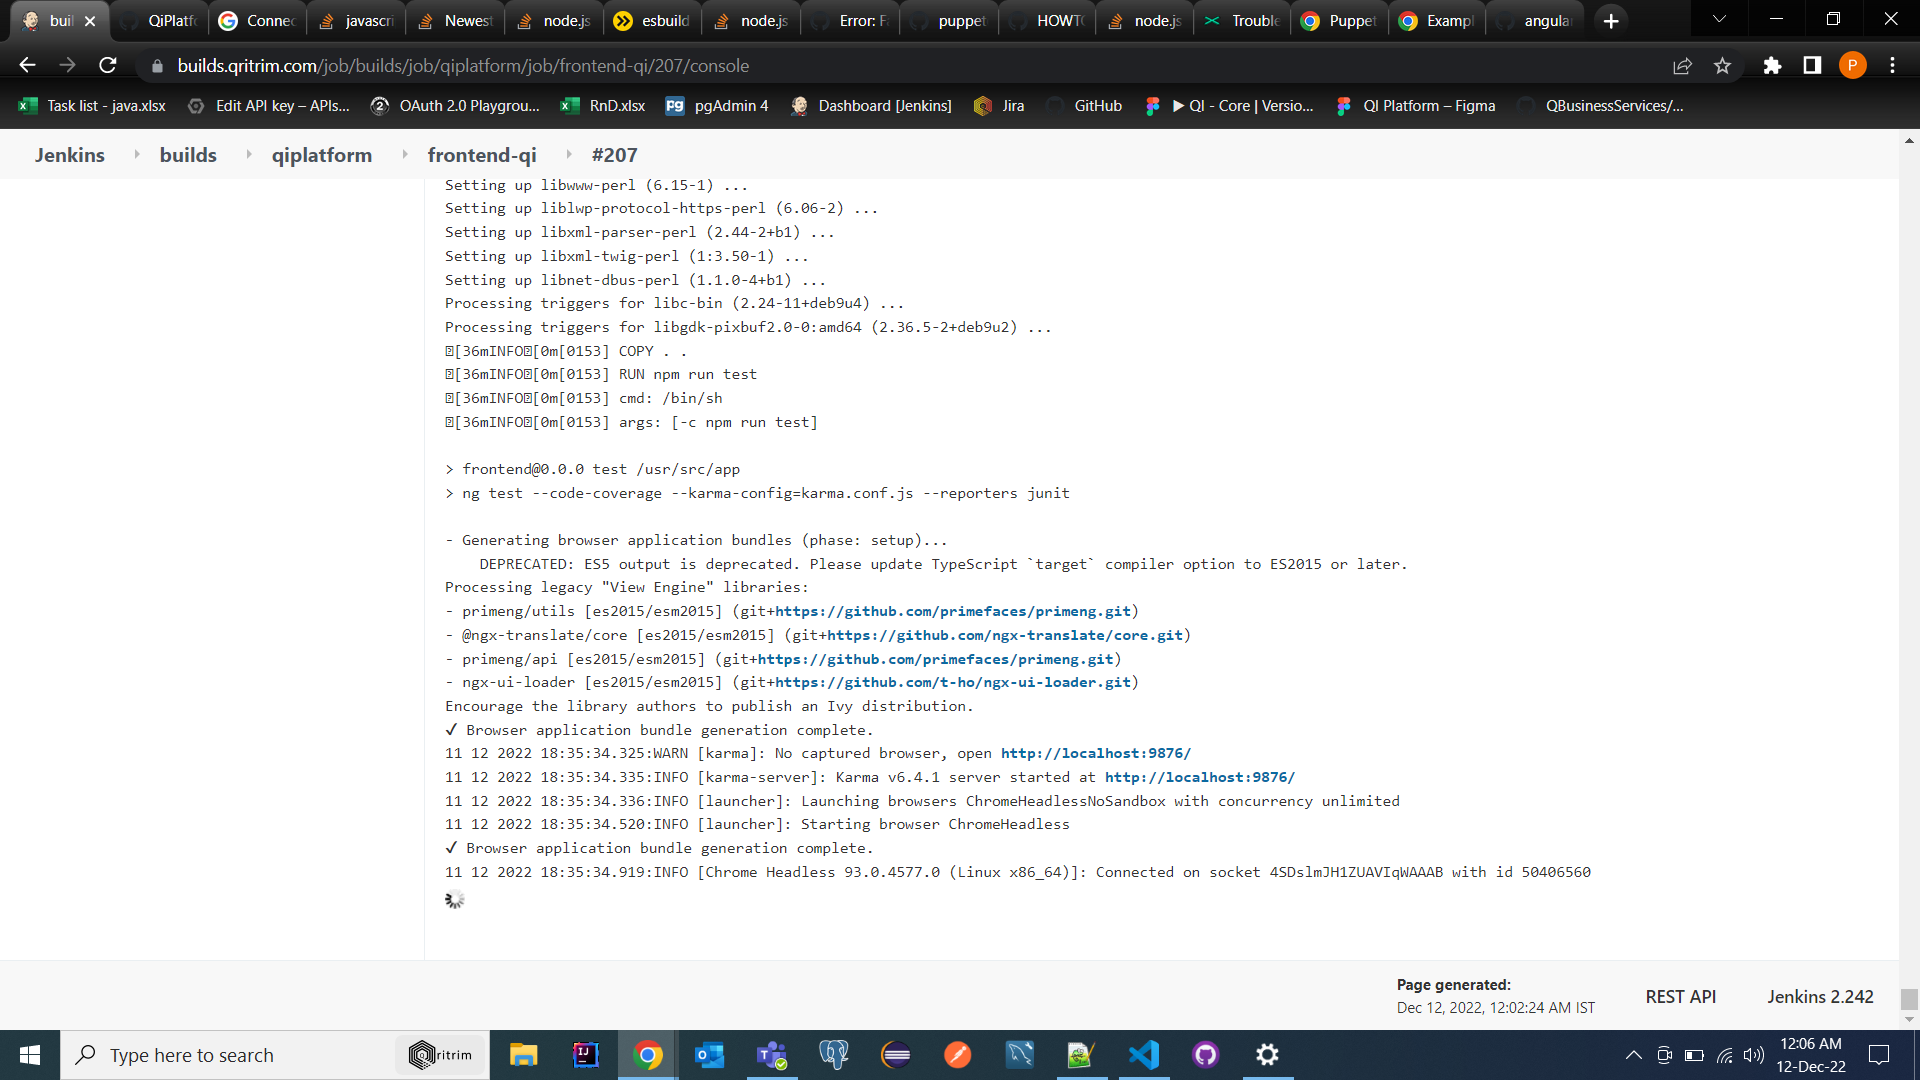 buil
QiPlatf
Connec
javascri
Newest
node.js
esbuild
node.js
Error: F
puppet
HOWTO
node.js
Trouble
Puppet
Exampl
angular
builds.qritrim.com/job/builds/job/qiplatform/job/frontend-qi/207/console
P
Task list - java.xlsx
Edit API key – APIs...
OAuth 2.0 Playgrou...
RnD.xlsx
pgAdmin 4
Dashboard [Jenkins]
Jira
GitHub
▶ QI - Core | Versio...
QI Platform – Figma
QBusinessServices/...
Jenkins
builds
qiplatform
frontend-qi
#207
Setting up libwww-perl (6.15-1) ...
Setting up liblwp-protocol-https-perl (6.06-2) ...
Setting up libxml-parser-perl (2.44-2+b1) ...
Setting up libxml-twig-perl (1:3.50-1) ...
Setting up libnet-dbus-perl (1.1.0-4+b1) ...
Processing triggers for libc-bin (2.24-11+deb9u4) ...
Processing triggers for libgdk-pixbuf2.0-0:amd64 (2.36.5-2+deb9u2) ...
[36mINFO[0m[0153] COPY . .
[36mINFO[0m[0153] RUN npm run test
[36mINFO[0m[0153] cmd: /bin/sh
[36mINFO[0m[0153] args: [-c npm run test]
> frontend@0.0.0 test /usr/src/app
> ng test --code-coverage --karma-config=karma.conf.js --reporters junit
- Generating browser application bundles (phase: setup)...
DEPRECATED: ES5 output is deprecated. Please update TypeScript `target` compiler option to ES2015 or later.
Processing legacy "View Engine" libraries:
- primeng/utils [es2015/esm2015] (git+https://github.com/primefaces/primeng.git)
- @ngx-translate/core [es2015/esm2015] (git+https://github.com/ngx-translate/core.git)
- primeng/api [es2015/esm2015] (git+https://github.com/primefaces/primeng.git)
- ngx-ui-loader [es2015/esm2015] (git+https://github.com/t-ho/ngx-ui-loader.git)
Encourage the library authors to publish an Ivy distribution.
✓ Browser application bundle generation complete.
11 12 2022 18:35:34.325:WARN [karma]: No captured browser, open http://localhost:9876/
11 12 2022 18:35:34.335:INFO [karma-server]: Karma v6.4.1 server started at http://localhost:9876/
11 12 2022 18:35:34.336:INFO [launcher]: Launching browsers ChromeHeadlessNoSandbox with concurrency unlimited
11 12 2022 18:35:34.520:INFO [launcher]: Starting browser ChromeHeadless
✓ Browser application bundle generation complete.
11 12 2022 18:35:34.919:INFO [Chrome Headless 93.0.4577.0 (Linux x86_64)]: Connected on socket 4SDslmJH1ZUAVIqWAAAB with id 50406560
Page generated:
Dec 12, 2022, 12:02:24 AM IST
REST API
Jenkins 2.242
Type here to search
Qritrim
12:06 AM
12-Dec-22